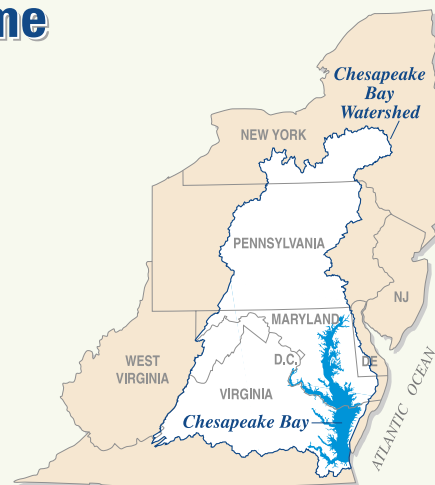 me
Chesapeake
Bay
Watershed
NEW YORK
PENNSYLVANIA
NJ
MARYLAND
D.C.
DE
WEST
VIRGINIA
VIRGINIA
Chesapeake Bay
ATLANTIC OCEAN